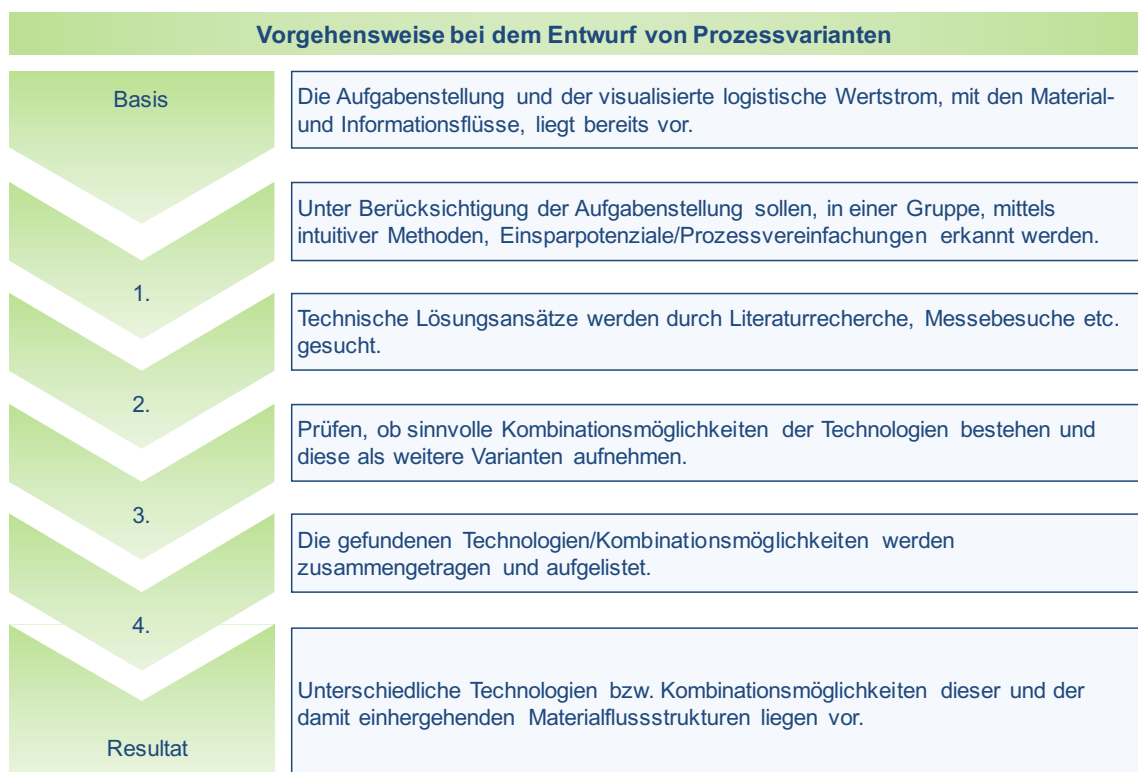 Vorgehensweise bei dem Entwurf von Prozessvarianten
Basis
Die Aufgabenstellung und der visualisierte logistische Wertstrom, mit den Material-
und Informationsflüsse, liegt bereits vor.
1.
Unter Berücksichtigung der Aufgabenstellung sollen, in einer Gruppe, mittels
intuitiver Methoden, Einsparpotenziale/Prozessvereinfachungen erkannt werden.
2.
Technische Lösungsansätze werden durch Literaturrecherche, Messebesuche etc.
gesucht.
3.
Prüfen, ob sinnvolle Kombinationsmöglichkeiten der Technologien bestehen und
diese als weitere Varianten aufnehmen.
4.
Die gefundenen Technologien/Kombinationsmöglichkeiten werden
zusammengetragen und aufgelistet.
Resultat
Unterschiedliche Technologien bzw. Kombinationsmöglichkeiten dieser und der
damit einhergehenden Materialflussstrukturen liegen vor.